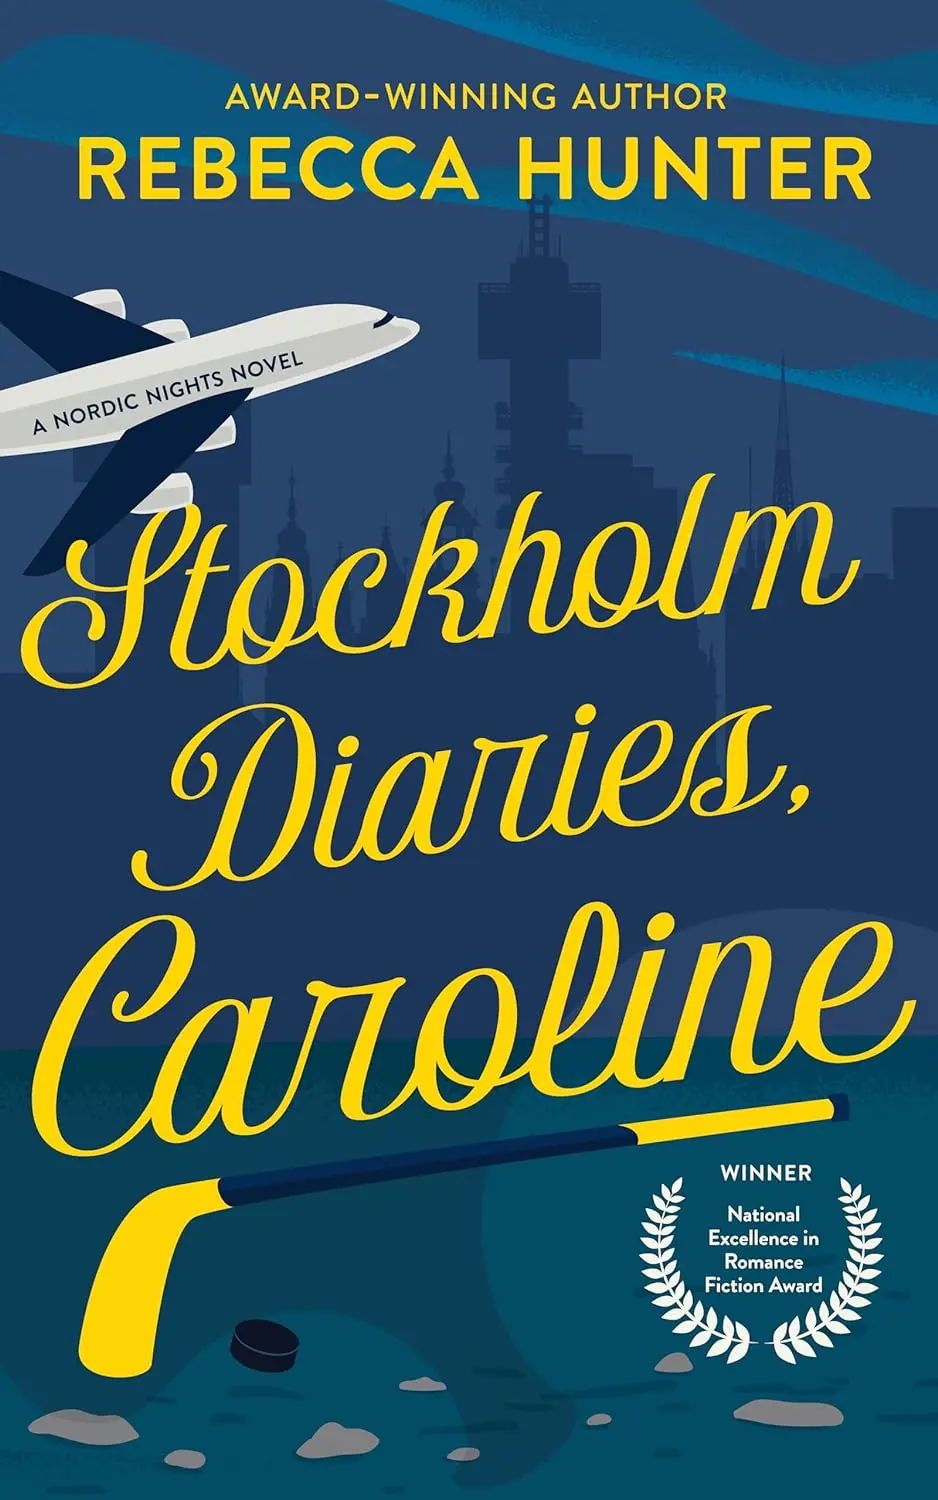 AWARD-WINNING AUTHOR
REBECCA HUNTER
A NORDIC NIGHTS NOVEL
Stockholm
Diaries,
Caroline
WINNER
National
Excellence in
Romance
Fiction Award